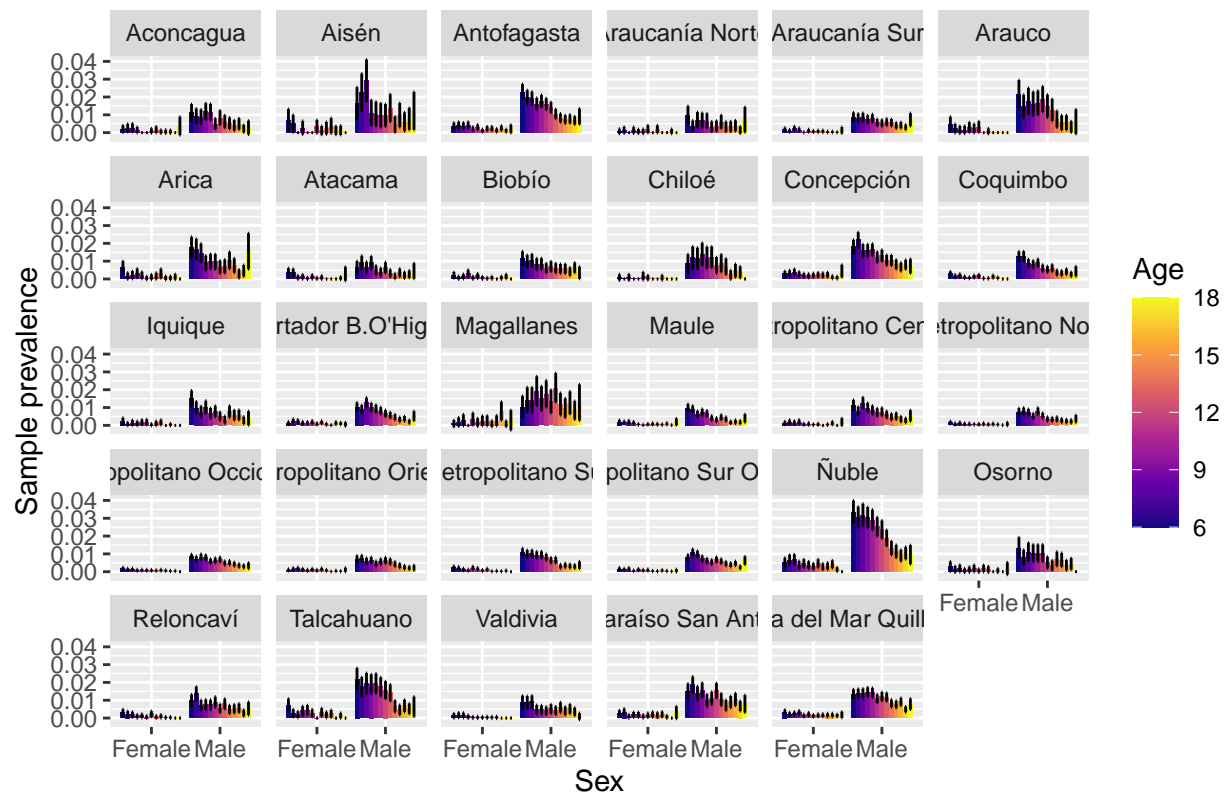 Aconcagua Aisén Antofagasta Araucanía Nort Araucanía Sur Arauco
0.04
0.03
0.02
0.01
0.00
Arica Atacama Biobío Chiloé Concepción Coquimbo
0.04
0.03
0.02
0.01
0.00
Iquique rtador B.O'Hig Magallanes Maule tropolitano Cen etropolitano No
0.04
0.03
0.02
0.01
0.00
opolitano Occid ropolitano Orie etropolitano Su politano Sur O Ñuble Osorno
0.04
0.03
0.02
0.01
0.00
Reloncaví Talcahuano Valdivia araíso San Ant a del Mar Quill
0.04
0.03
0.02
0.01
0.00
Female Male
Female Male
Female Male
Female Male
Female Male
Female Male
Sex
Sample prevalence
Age
18
15
12
9
6